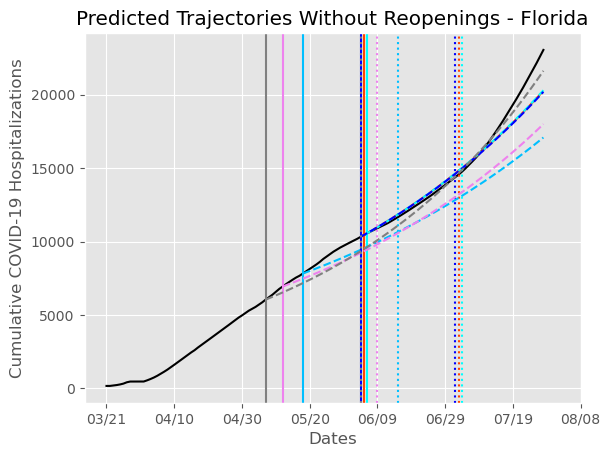 Predicted Trajectories Without Reopenings - Florida
Cumulative COVID-19 Hospitalizations
20000
15000
10000
5000
0
03/21 04/10 04/30 05/20 06/09 06/29 07/19 08/08
Dates